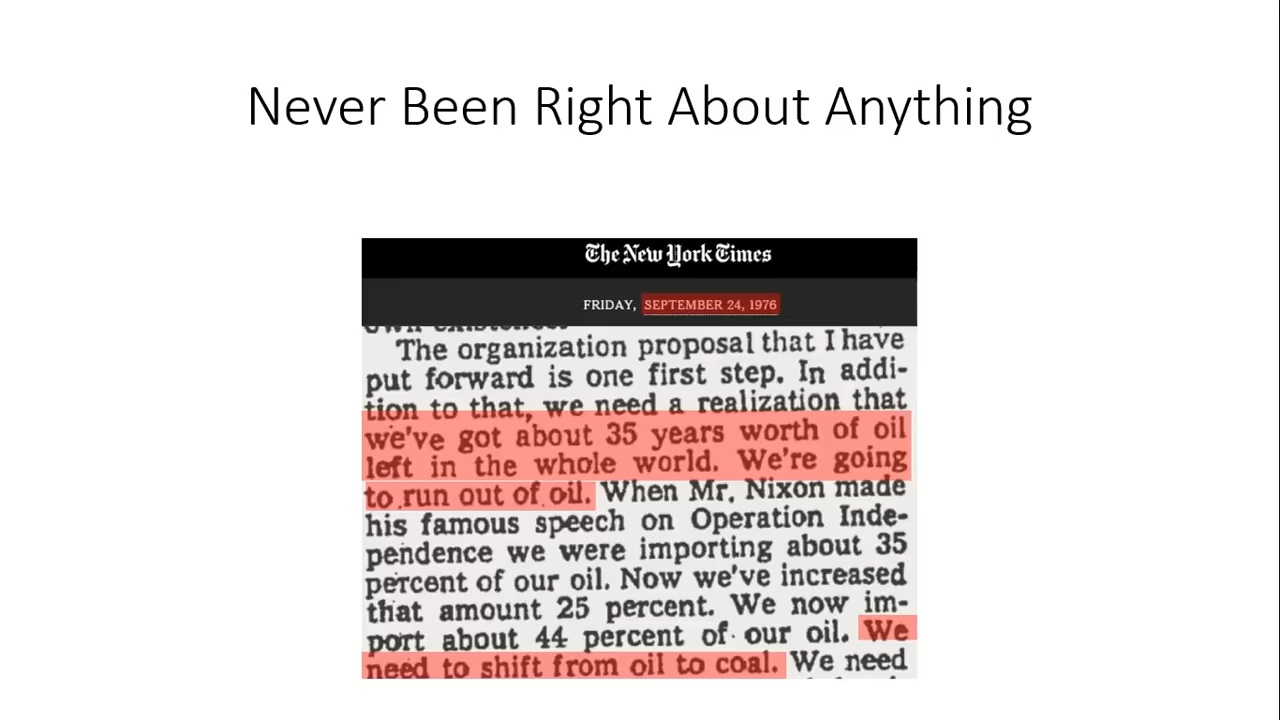 Never Been Right About Anything
The New York Times
FRIDAY, SEPTEMBER 24, 1976
The organization proposal that I have
put forward is one first step. In addi-
tion to that, we need a realization that
we've got about 35 years worth of oil
left in the whole world. We're going
to run out of oil. When Mr. Nixon made
his famous speech on Operation Inde-
pendence we were importing about 35
percent of our oil. Now we've increased
that amount 25 percent. We now im-
port about 44 percent of our oil. We
need to shift from oil to coal. We need